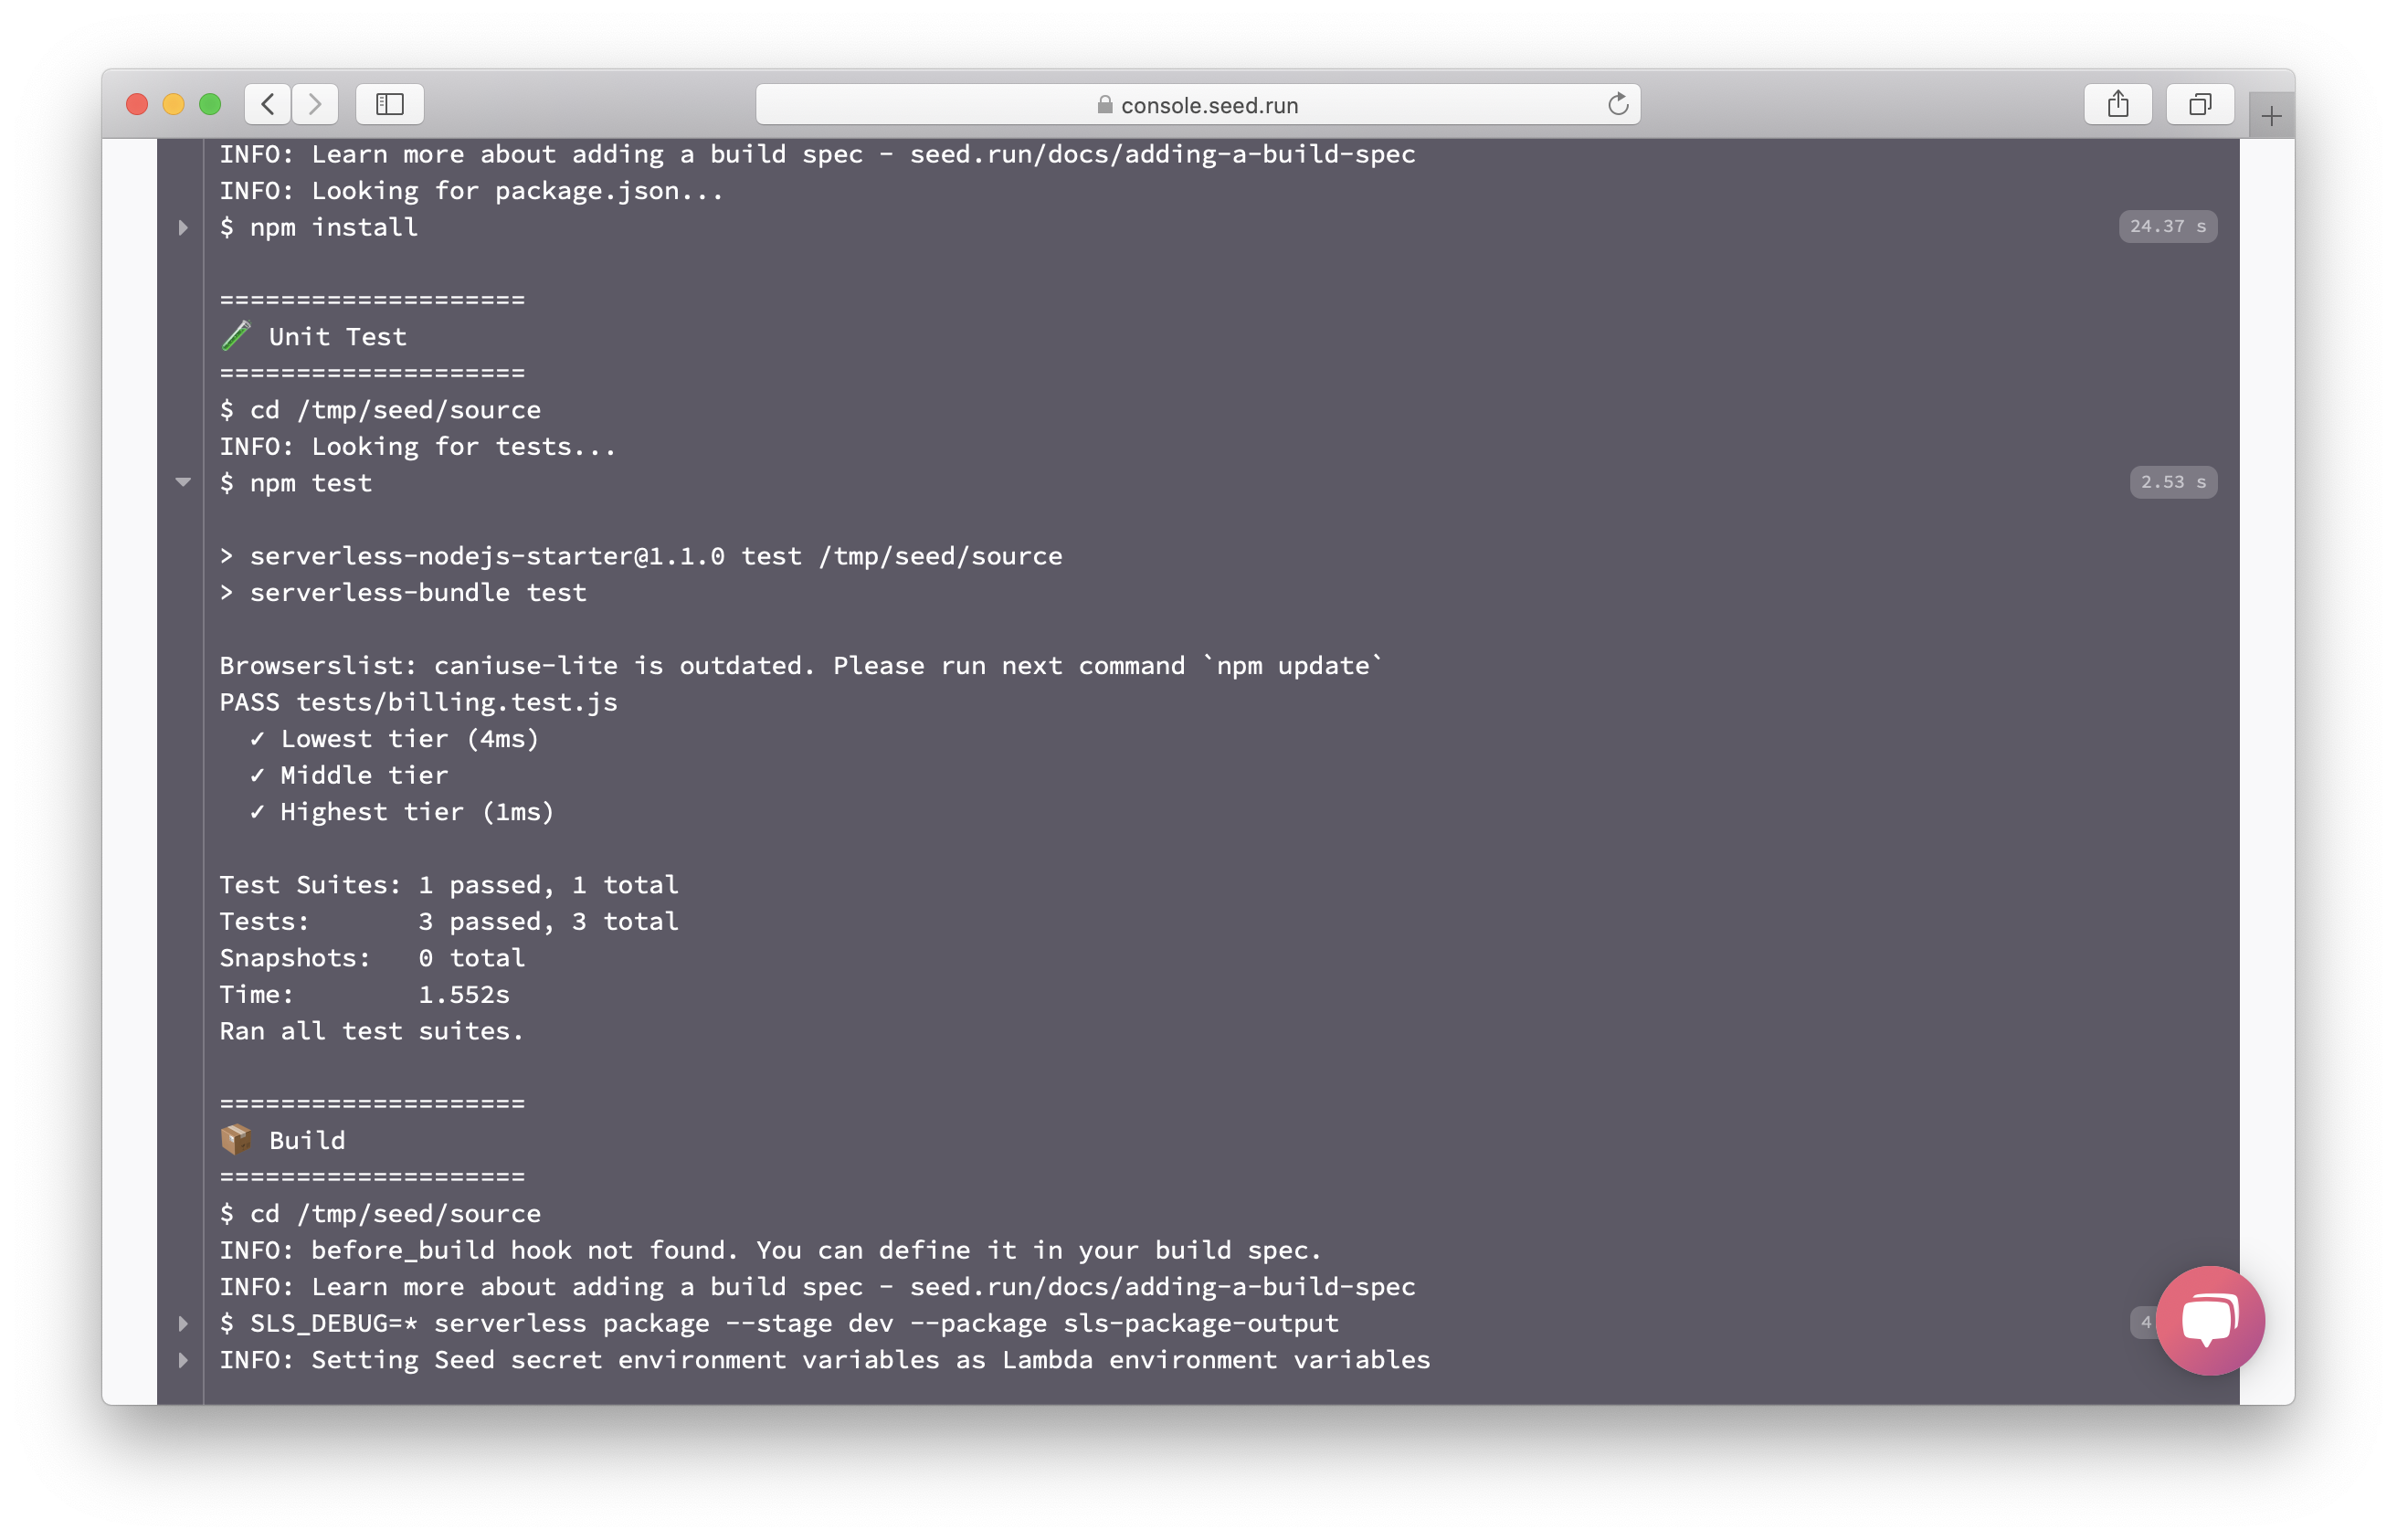 console.seed.run
INFO: Learn more about adding a build spec - seed.run/docs/adding-a-build-spec
INFO: Looking for package.json...
$ npm install
24.37 s
====================
Unit Test
====================
$ cd /tmp/seed/source
INFO: Looking for tests...
$ npm test
2.53 s
> serverless-nodejs-starter@1.1.0 test /tmp/seed/source
> serverless-bundle test
Browserslist: caniuse-lite is outdated. Please run next command `npm update`
PASS tests/billing.test.js
✓ Lowest tier (4ms)
✓ Middle tier
✓ Highest tier (1ms)
Test Suites: 1 passed, 1 total
Tests:       3 passed, 3 total
Snapshots:   0 total
Time:        1.552s
Ran all test suites.
====================
Build
====================
$ cd /tmp/seed/source
INFO: before_build hook not found. You can define it in your build spec.
INFO: Learn more about adding a build spec - seed.run/docs/adding-a-build-spec
$ SLS_DEBUG=* serverless package --stage dev --package sls-package-output
4
INFO: Setting Seed secret environment variables as Lambda environment variables